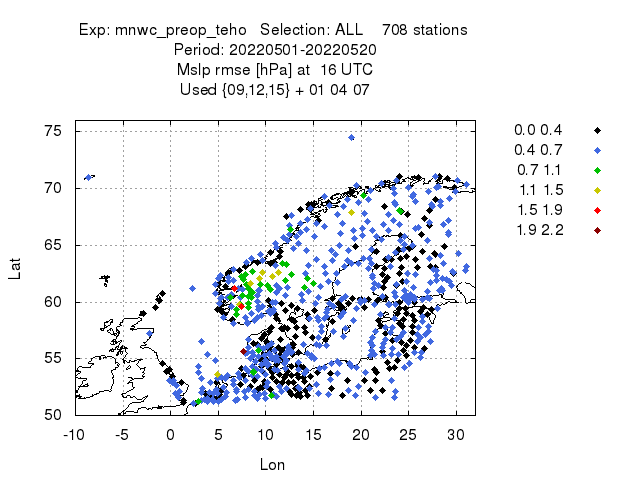 Exp: mnwc_preop_teho   Selection: ALL    708 stations
Period: 20220501-20220520
Mslp rmse [hPa] at  16 UTC
Used {09,12,15} + 01 04 07
0.0 0.4
0.4 0.7
0.7 1.1
1.1 1.5
1.5 1.9
1.9 2.2
75
70
65
60
55
50
Lat
-10 -5 0 5 10 15 20 25 30
Lon